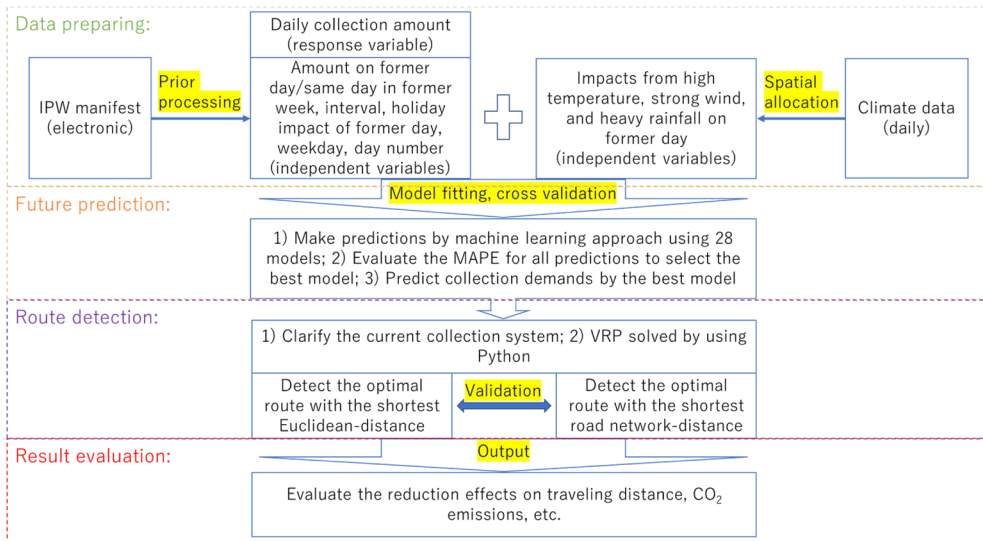 Data preparing:
Daily collection amount
(response variable)
IPW manifest
(electronic)
Prior
processing
Amount on former
day/same day in former
week, interval, holiday
impact of former day,
weekday, day number
(independent variables)
Impacts from high
temperature, strong wind,
and heavy rainfall on
former day
(independent variables)
Spatial
allocation
Climate data
(daily)
Model fitting, cross validation
Future prediction:
1) Make predictions by machine learning approach using 28
models; 2) Evaluate the MAPE for all predictions to select the
best model; 3) Predict collection demands by the best model
Route detection:
1) Clarify the current collection system; 2) VRP solved by using
Python
Detect the optimal
route with the shortest
Euclidean-distance
Validation
Detect the optimal
route with the shortest
road network-distance
Output
Result evaluation:
Evaluate the reduction effects on traveling distance, CO₂
emissions, etc.